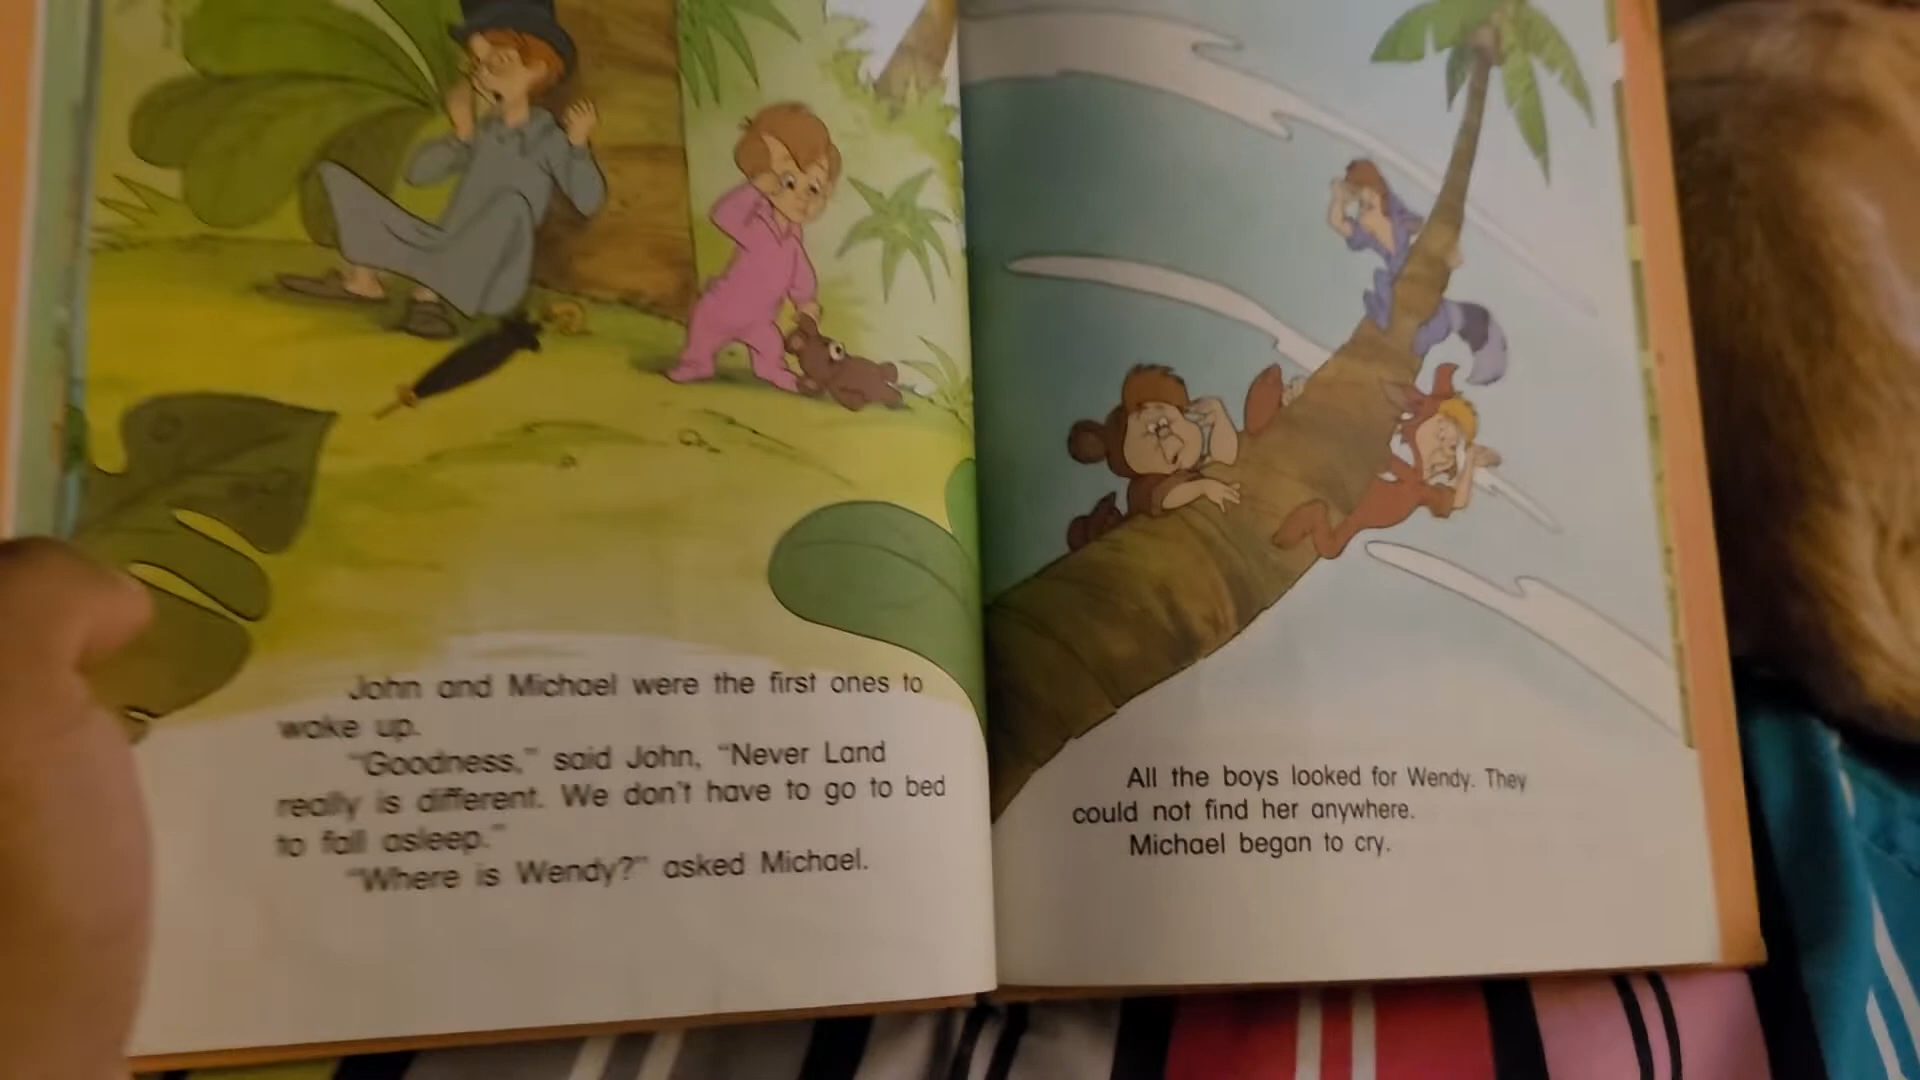 John and Michael were the first ones to
wake up.
"Goodness," said John, "Never Land
really is different. We don't have to go to bed
to fall asleep."
"Where is Wendy?" asked Michael.
All the boys looked for Wendy. They
could not find her anywhere.
Michael began to cry.